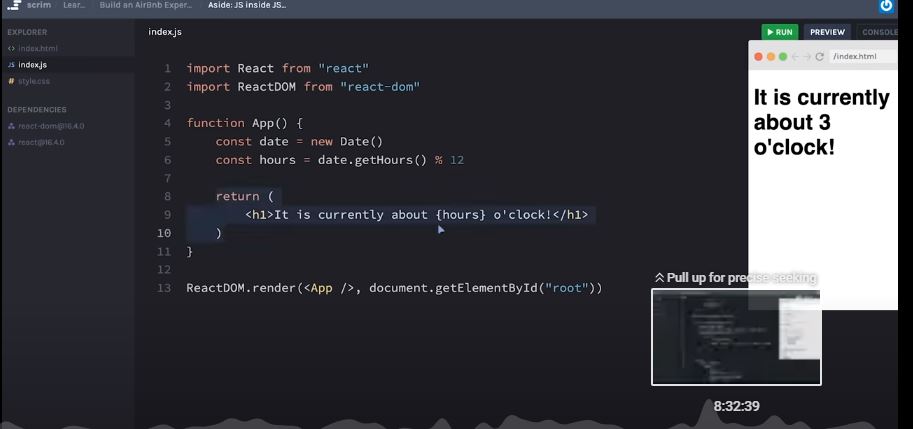 scrim Lear... Build an AirBnb Exper... Aside: JS inside JS...
EXPLORER
<> index.html
JS index.js
# style.css
DEPENDENCIES
react-dom@16.4.0
react@16.4.0
index.js
RUN PREVIEW CONSOLE
1 import React from "react"
2 import ReactDOM from "react-dom"
3
4 function App() {
5 const date = new Date()
6 const hours = date.getHours() % 12
7
8 return (
9 <h1>It is currently about {hours} o'clock!</h1>
10 )
11 }
12
13 ReactDOM.render(<App />, document.getElementById("root"))
/index.html
It is currently
about 3
o'clock!
Pull up for precise seeking
8:32:39